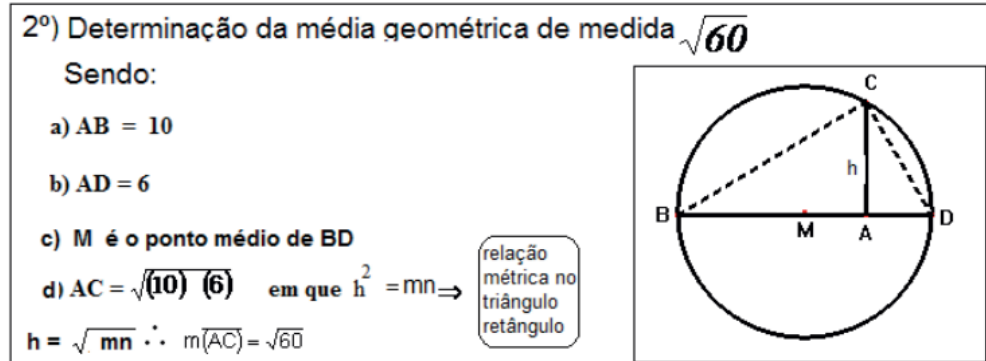 2º) Determinação da média geométrica de medida √60
Sendo:
a) AB = 10
b) AD = 6
c) M é o ponto médio de BD
d) AC = √(10) (6) em que h² = mn ⇒
relação
métrica no
triângulo
retângulo
h = √mn ∴ m(AC) = √60
C
h
B
M
A
D